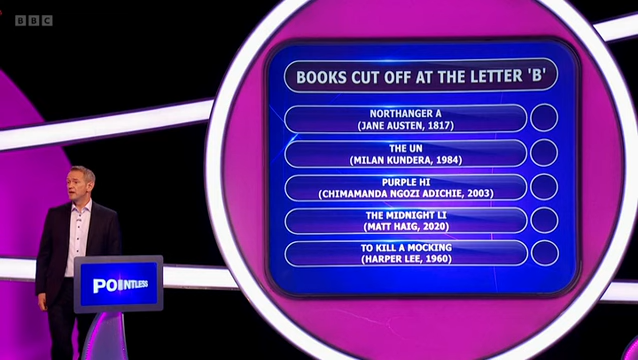 BBC
BOOKS CUT OFF AT THE LETTER 'B'
NORTHANGER A
(JANE AUSTEN, 1817)
THE UN
(MILAN KUNDERA, 1984)
PURPLE HI
(CHIMAMANDA NGOZI ADICHIE, 2003)
THE MIDNIGHT LI
(MATT HAIG, 2020)
TO KILL A MOCKING
(HARPER LEE, 1960)
POINTLESS